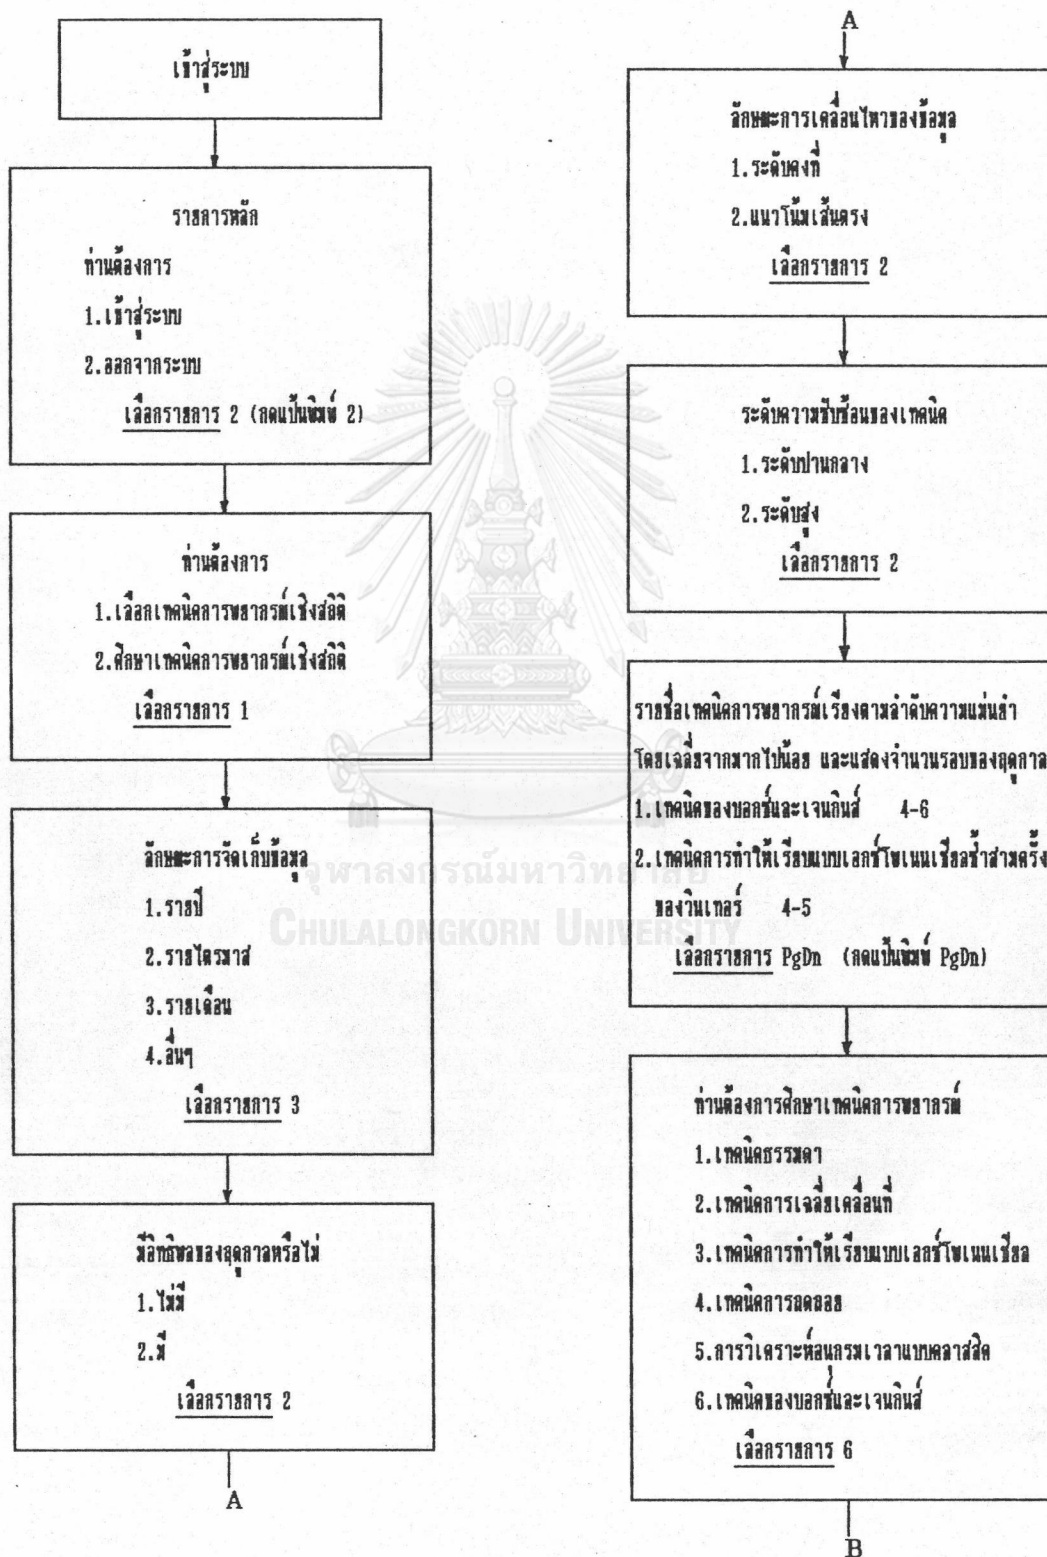 เข้าสู่ระบบ
รายการหลัก
ท่านต้องการ
1.เข้าสู่ระบบ
2.ออกจากระบบ
เลือกรายการ 2 (กดแป้นพิมพ์ 2)
ท่านต้องการ
1.เลือกเทคนิคการพยากรณ์เชิงสถิติ
2.ศึกษาเทคนิคการพยากรณ์เชิงสถิติ
เลือกรายการ 1
ลักษณะการจัดเก็บข้อมูล
1.รายปี
2.รายไตรมาส
3.รายเดือน
4.อื่นๆ
เลือกรายการ 3
มีอิทธิพลของฤดูกาลหรือไม่
1.ไม่มี
2.มี
เลือกรายการ 2
A
A
ลักษณะการเคลื่อนไหวของข้อมูล
1.ระดับคงที่
2.แนวโน้มเส้นตรง
เลือกรายการ 2
ระดับความซับซ้อนของเทคนิค
1.ระดับปานกลาง
2.ระดับสูง
เลือกรายการ 2
รายชื่อเทคนิคการพยากรณ์เรียงตามลำดับความแม่นยำ
โดยเฉลี่ยจากมากไปน้อย และแสดงจำนวนรอบของฤดูกาล
1.เทคนิคของบอกซ์และเจนกินส์ 4-6
2.เทคนิคการทำให้เรียบแบบเอกซ์โพเนนเชียลซ้ำสามครั้ง
ของวินเทอร์ 4-5
เลือกรายการ PgDn (กดแป้นพิมพ์ PgDn)
ท่านต้องการศึกษาเทคนิคการพยากรณ์
1.เทคนิคธรรมดา
2.เทคนิคการเฉลี่ยเคลื่อนที่
3.เทคนิคการทำให้เรียบแบบเอกซ์โพเนนเชียล
4.เทคนิคการถดถอย
5.การวิเคราะห์อนุกรมเวลาแบบคลาสสิค
6.เทคนิคของบอกซ์และเจนกินส์
เลือกรายการ 6
B
จุฬาลงกรณ์มหาวิทยาลัย
CHULALONGKORN UNIVERSITY